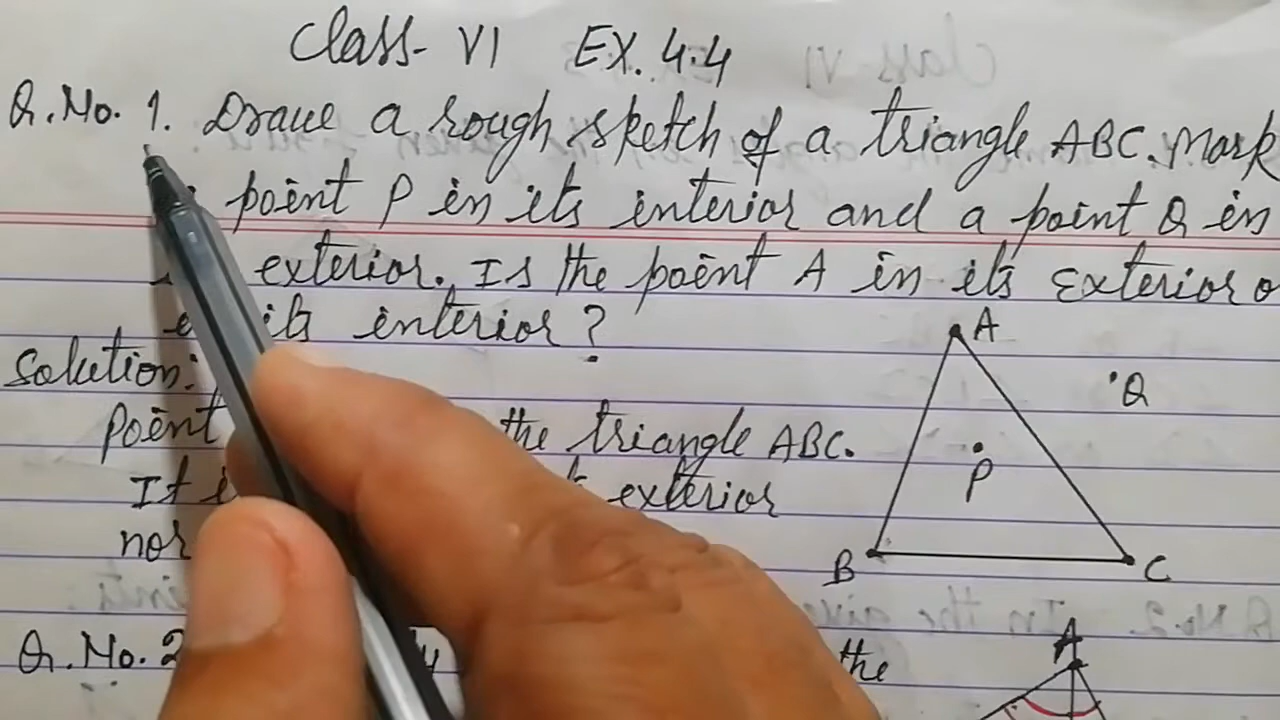 Class- VI EX. 4.4
Q. No. 1. Draw a rough sketch of a triangle ABC. Mark
point P in its interior and a point Q in
exterior. Is the point A in its Exterior o
its interior?
Solution:
A
Q
Point the triangle ABC.
P
It exterior
nor
B C
Q. No. 2 the
A